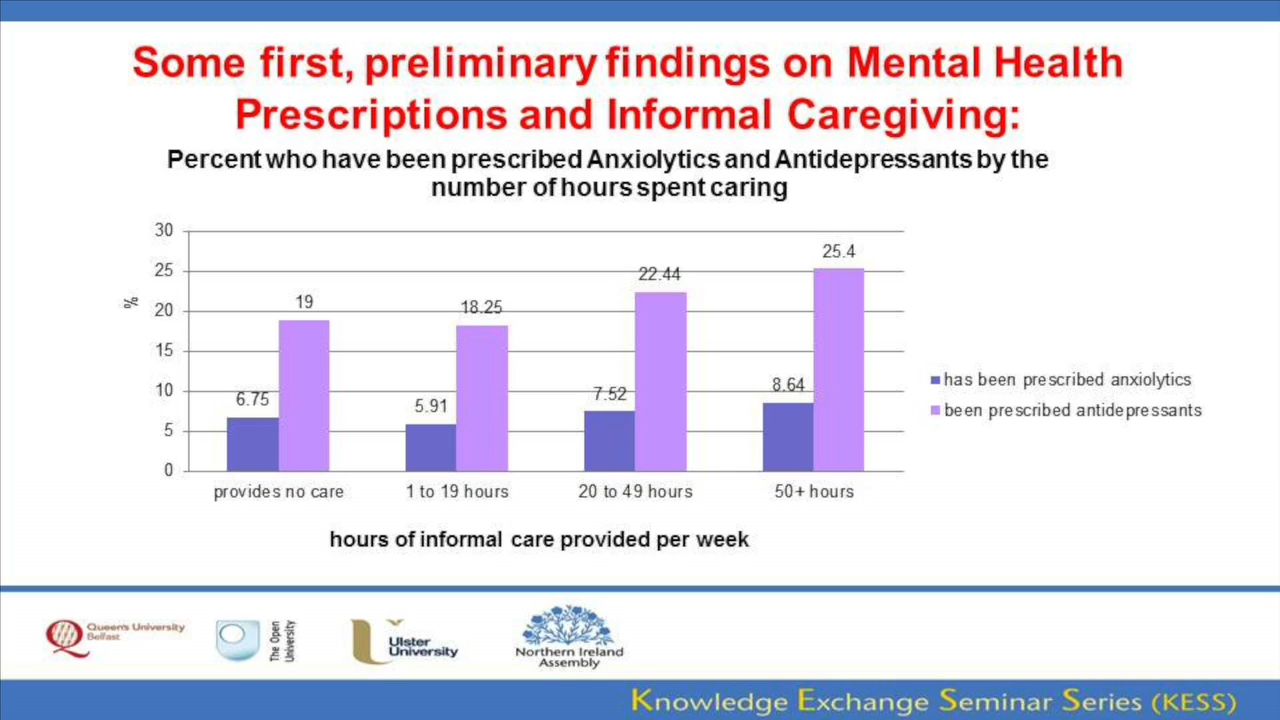 Some first, preliminary findings on Mental Health
Prescriptions and Informal Caregiving:
Percent who have been prescribed Anxiolytics and Antidepressants by the
number of hours spent caring
30
25
20
15
10
5
0
%
6.75
19
5.91
18.25
7.52
22.44
8.64
25.4
provides no care
1 to 19 hours
20 to 49 hours
50+ hours
hours of informal care provided per week
has been prescribed anxiolytics
been prescribed antidepressants
Queen's University
Belfast
The Open
University
Ulster
University
Northern Ireland
Assembly
Knowledge Exchange Seminar Series (KESS)